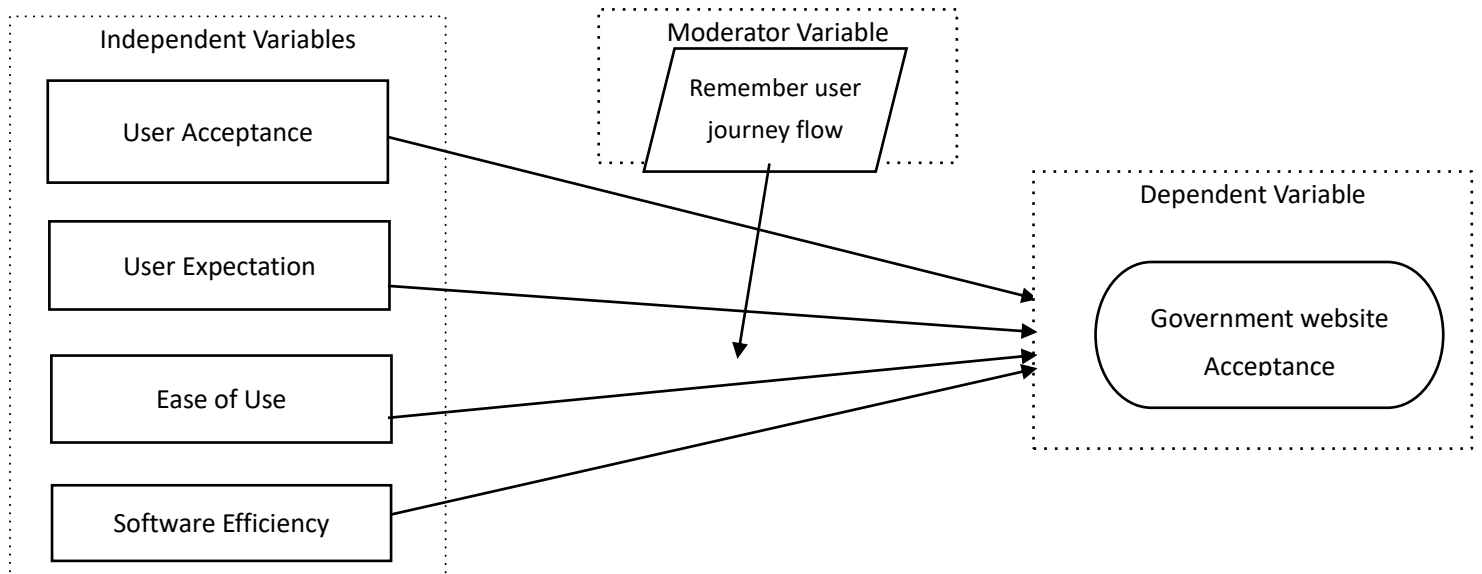 Independent Variables
User Acceptance
User Expectation
Ease of Use
Software Efficiency
Moderator Variable
Remember user
journey flow
Dependent Variable
Government website
Acceptance